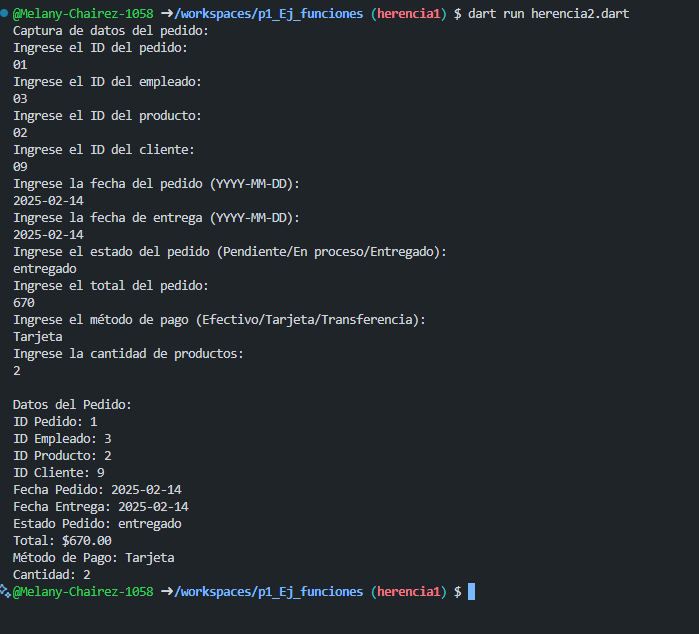 @Melany-Chairez-1058 ➜/workspaces/p1_Ej_funciones (herencia1) $ dart run herencia2.dart
Captura de datos del pedido:
Ingrese el ID del pedido:
01
Ingrese el ID del empleado:
03
Ingrese el ID del producto:
02
Ingrese el ID del cliente:
09
Ingrese la fecha del pedido (YYYY-MM-DD):
2025-02-14
Ingrese la fecha de entrega (YYYY-MM-DD):
2025-02-14
Ingrese el estado del pedido (Pendiente/En proceso/Entregado):
entregado
Ingrese el total del pedido:
670
Ingrese el método de pago (Efectivo/Tarjeta/Transferencia):
Tarjeta
Ingrese la cantidad de productos:
2

Datos del Pedido:
ID Pedido: 1
ID Empleado: 3
ID Producto: 2
ID Cliente: 9
Fecha Pedido: 2025-02-14
Fecha Entrega: 2025-02-14
Estado Pedido: entregado
Total: $670.00
Método de Pago: Tarjeta
Cantidad: 2
@Melany-Chairez-1058 ➜/workspaces/p1_Ej_funciones (herencia1) $